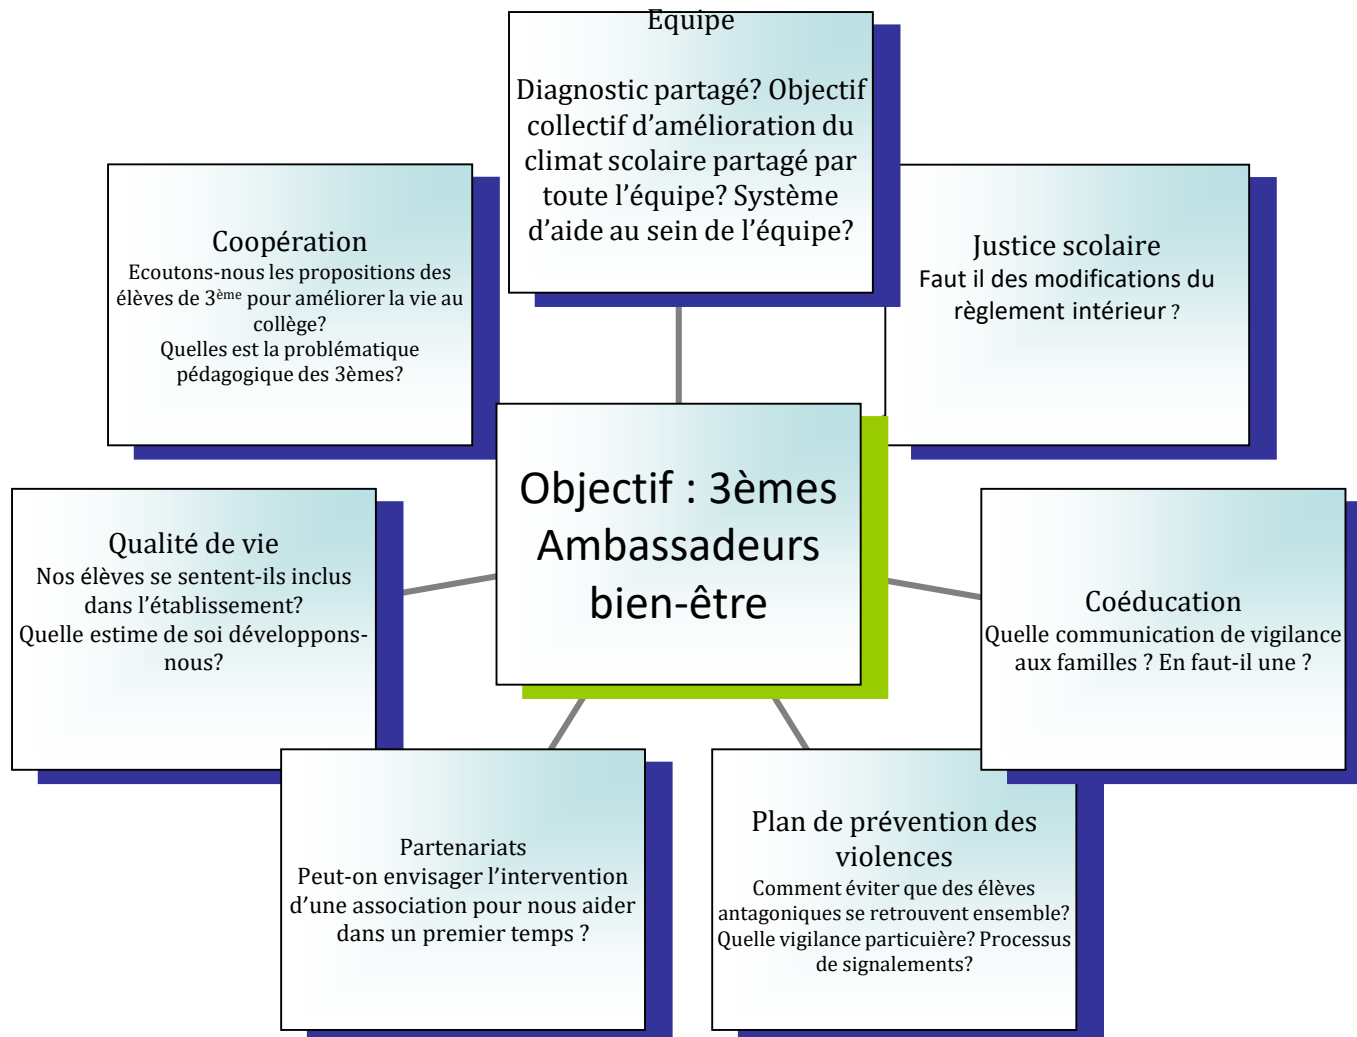 Equipe
Diagnostic partagé? Objectif
collectif d’amélioration du
climat scolaire partagé par
toute l’équipe? Système
d’aide au sein de l’équipe?
Coopération
Ecoutons-nous les propositions des
élèves de 3ème pour améliorer la vie au
collège?
Quelles est la problématique
pédagogique des 3èmes?
Justice scolaire
Faut il des modifications du
règlement intérieur ?
Objectif : 3èmes
Ambassadeurs
bien-être
Qualité de vie
Nos élèves se sentent-ils inclus
dans l’établissement?
Quelle estime de soi développons-
nous?
Coéducation
Quelle communication de vigilance
aux familles ? En faut-il une ?
Partenariats
Peut-on envisager l’intervention
d’une association pour nous aider
dans un premier temps ?
Plan de prévention des
violences
Comment éviter que des élèves
antagoniques se retrouvent ensemble?
Quelle vigilance particuière? Processus
de signalements?